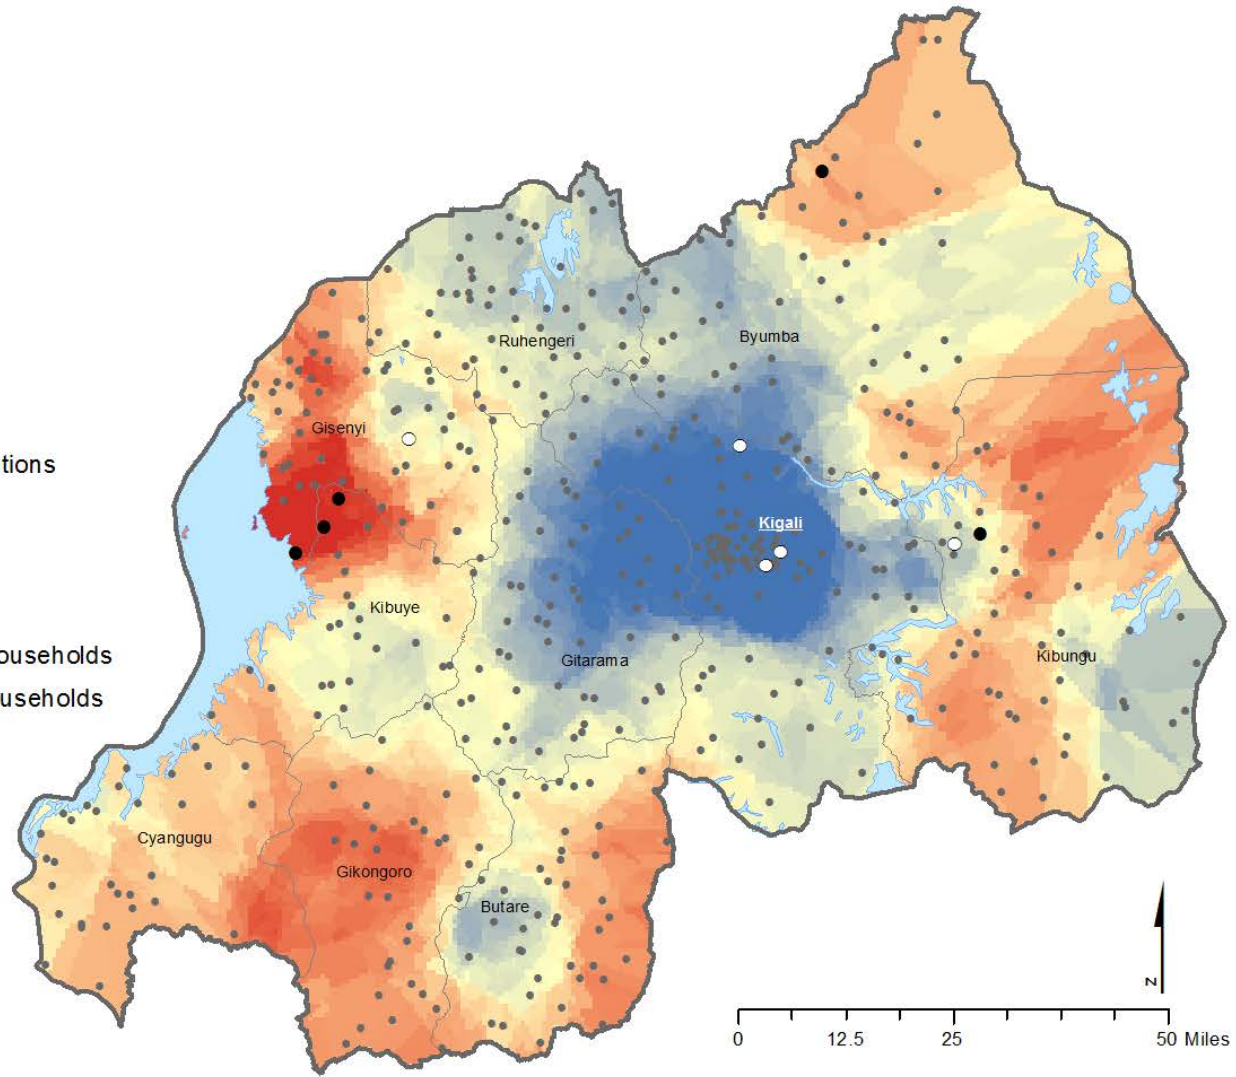 Ruhengeri
Byumba
Gisenyi
tions
Kigali
Kibuye
ouseholds
Gitarama
Kibungu
useholds
Cyangugu
Gikongoro
Butare
N
0 12.5 25 50 Miles